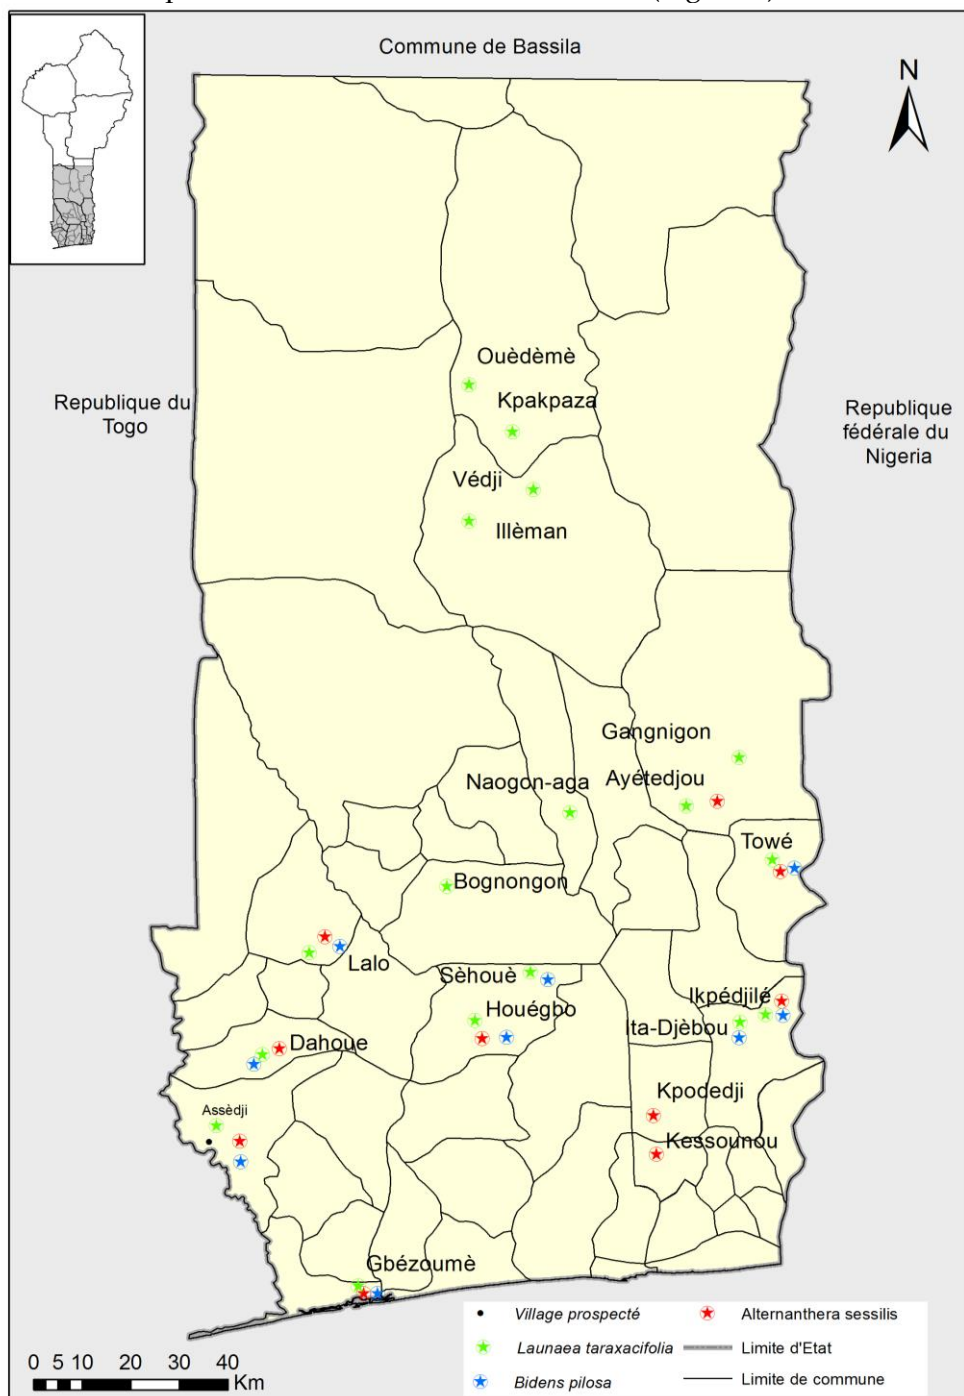 Commune de Bassila
N
Ouèdèmè
Republique du
Togo
Kpakpaza
Republique
fédérale du
Nigeria
Védji
Illèman
Gangnigon
Naogon-aga
Ayétedjou
Towé
Bognongon
Lalo
Sèhouè
Ikpédjilé
Houégbo
Ita-Djèbou
Dahoue
Kpodedji
Assèdji
Kessounou
Gbézoumè
Village prospecté
Alternanthera sessilis
Launaea taraxacifolia
Limite d'Etat
Bidens pilosa
Limite de commune
0 5 10 20 30 40
Km